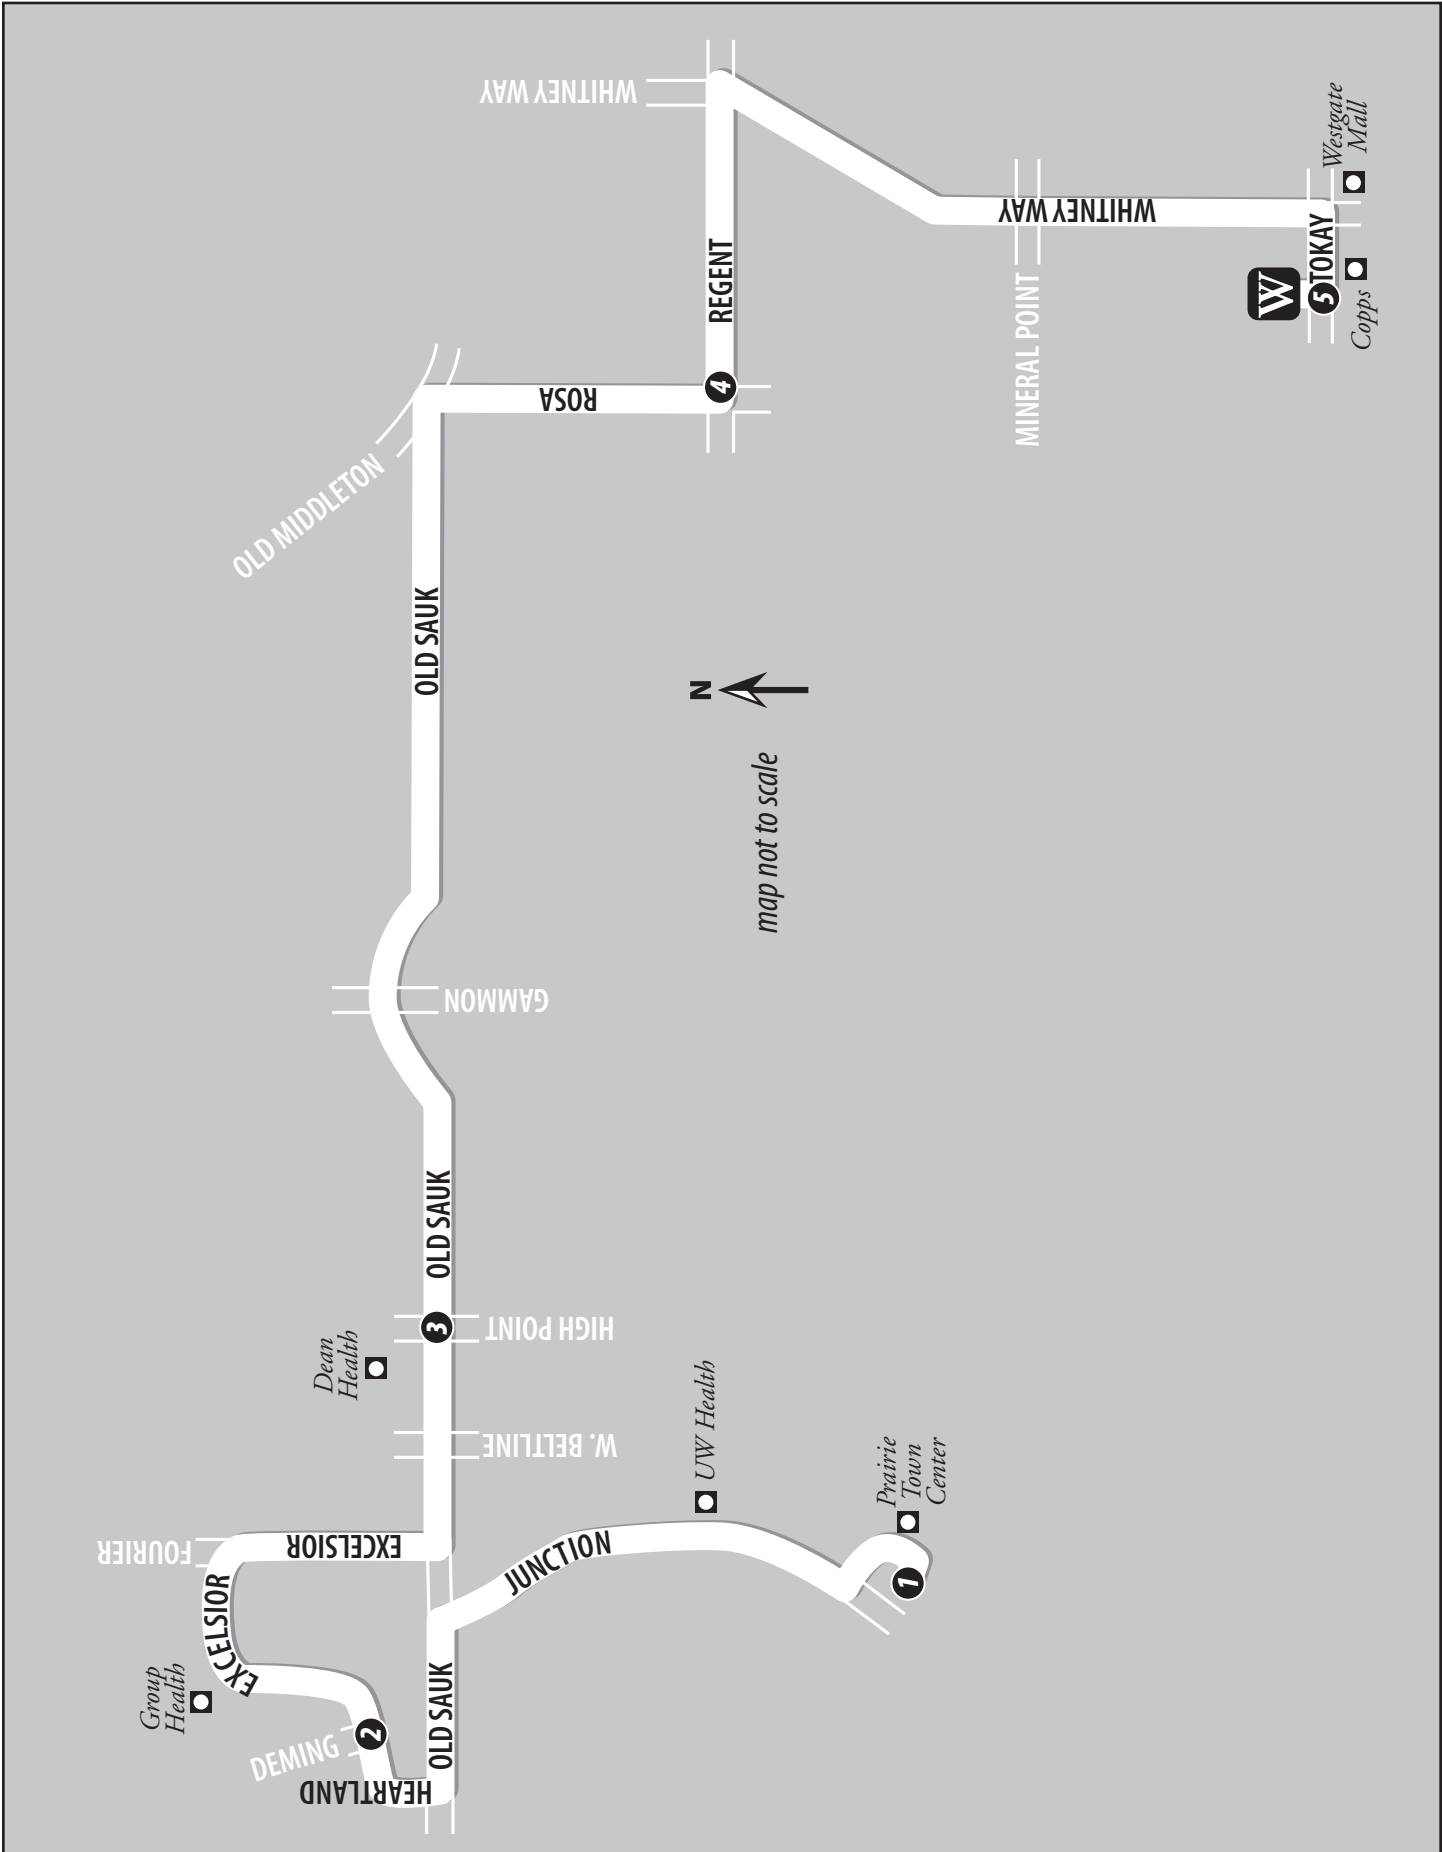 WHITNEY WAY
WHITNEY WAY
Westgate
Mall
TOKAY
5
W
Copps
REGENT
MINERAL POINT
4
ROSA
OLD MIDDLETON
OLD SAUK
N
map not to scale
GAMMON
OLD SAUK
3
HIGH POINT
Dean
Health
W. BELTLINE
UW Health
Prairie
Town
Center
1
JUNCTION
FOURIER
EXCELSIOR
EXCELSIOR
Group
Health
DEMING
2
OLD SAUK
HEARTLAND